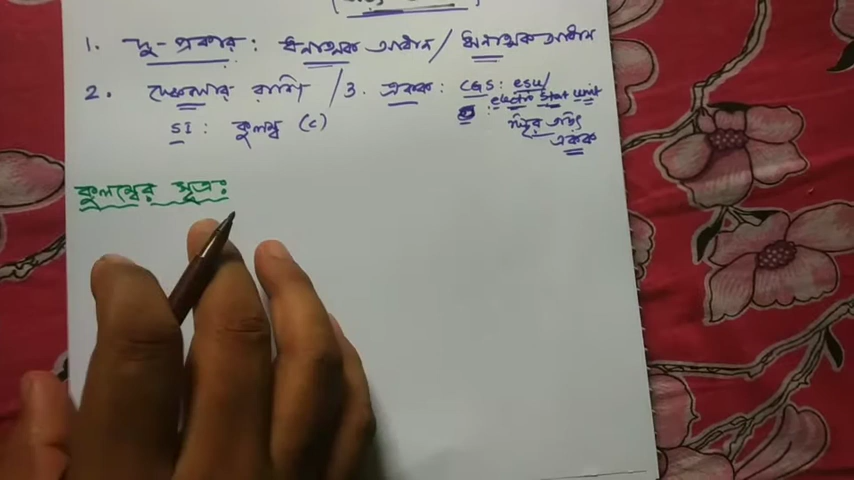 1. দু-প্রকার: ধনাত্মক আধান/ ঋনাত্মক আধান
2. স্কেলার রাশি /3. একক: CGS: esu/
electro stat unit
SI: কুলম্ব (c) স্থির তড়িৎ
একক
কুলম্বের সূত্র: